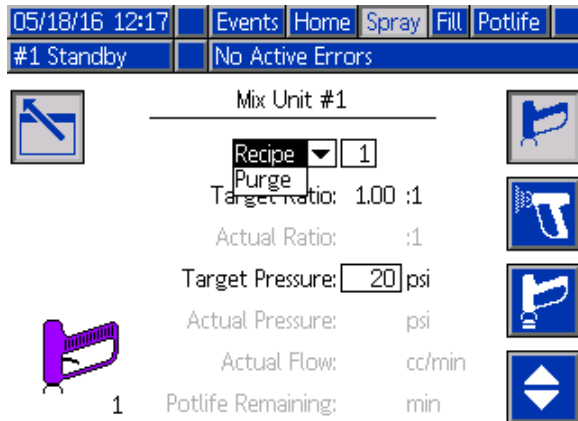 05/18/16 12:17 Events Home Spray Fill Potlife
#1 Standby No Active Errors
Mix Unit #1
Recipe 1
Purge
Target Ratio: 1.00 :1
Actual Ratio: :1
Target Pressure: 20 psi
Actual Pressure: psi
Actual Flow: cc/min
1 Potlife Remaining: min